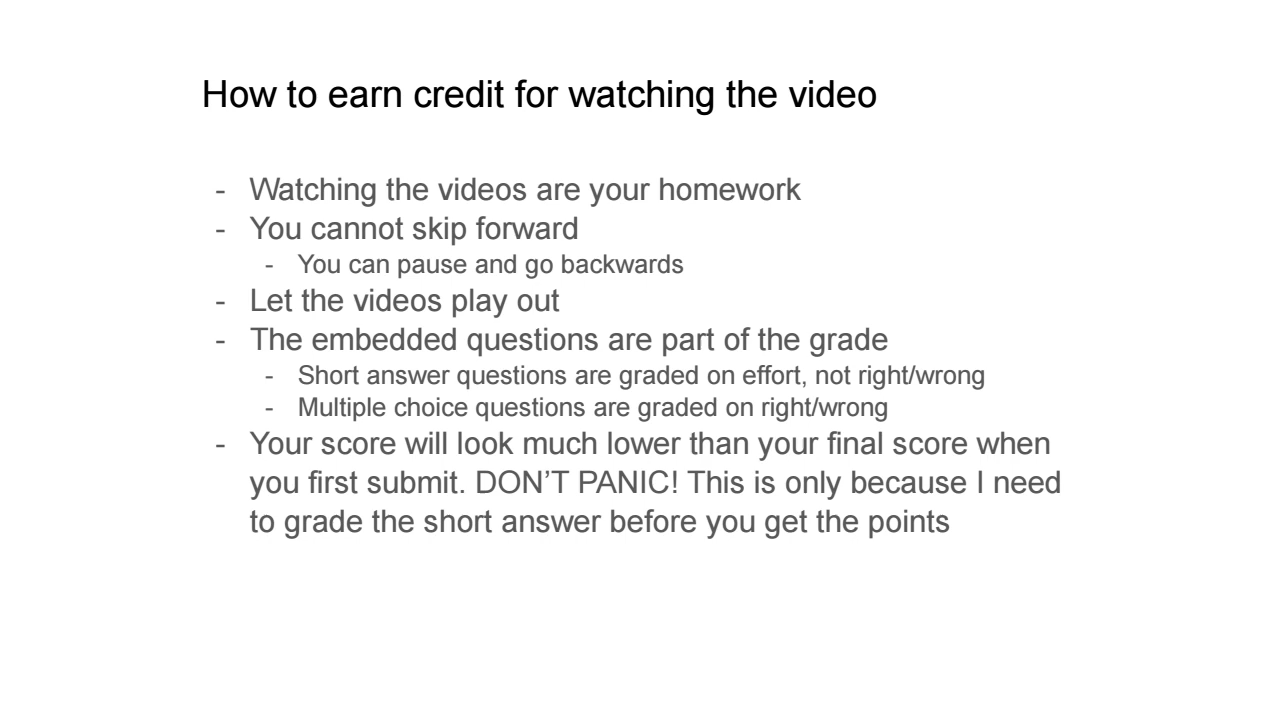 How to earn credit for watching the video
- Watching the videos are your homework
- You cannot skip forward
- You can pause and go backwards
- Let the videos play out
- The embedded questions are part of the grade
- Short answer questions are graded on effort, not right/wrong
- Multiple choice questions are graded on right/wrong
- Your score will look much lower than your final score when
you first submit. DON’T PANIC! This is only because I need
to grade the short answer before you get the points